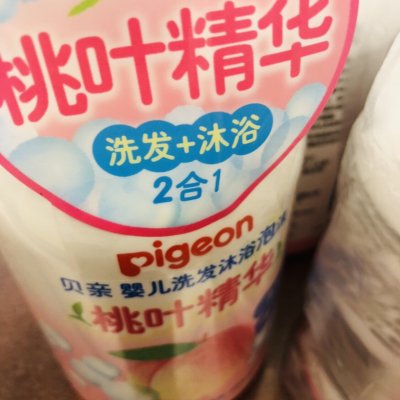 桃叶精华
洗发+沐浴
2合1
Pigeon
贝亲 婴儿洗发沐浴泡沫
桃叶精华